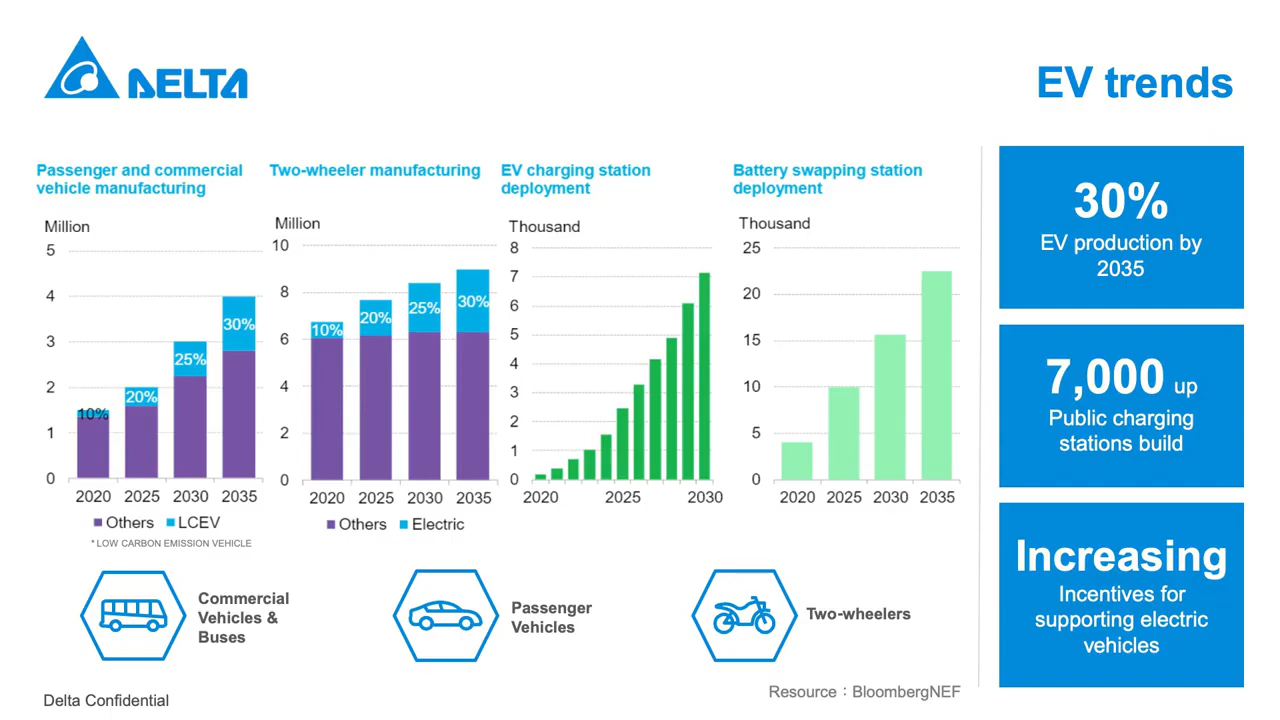 DELTA
EV trends
Passenger and commercial
vehicle manufacturing
Million
5
4
3
2
1
0
10%
20%
25%
30%
2020 2025 2030 2035
Others LCEV
* LOW CARBON EMISSION VEHICLE
Two-wheeler manufacturing
Million
10
8
6
4
2
0
10%
20%
25%
30%
2020 2025 2030 2035
Others Electric
EV charging station
deployment
Thousand
8
7
6
5
4
3
2
1
0
2020 2025 2030
Battery swapping station
deployment
Thousand
25
20
15
10
5
0
2020 2025 2030 2035
30%
EV production by
2035
7,000 up
Public charging
stations build
Increasing
Incentives for
supporting electric
vehicles
Commercial
Vehicles &
Buses
Passenger
Vehicles
Two-wheelers
Delta Confidential
Resource：BloombergNEF